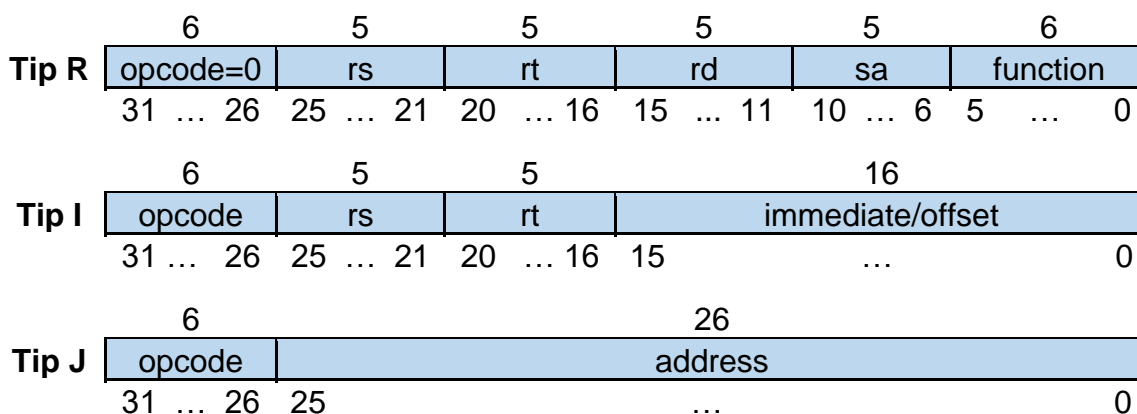 6 5 5 5 5 6
Tip R opcode=0 rs rt rd sa function
31 … 26 25 … 21 20 … 16 15 ... 11 10 … 6 5 … 0
6 5 5 16
Tip I opcode rs rt immediate/offset
31 … 26 25 … 21 20 … 16 15 … 0
6 26
Tip J opcode address
31 … 26 25 … 0